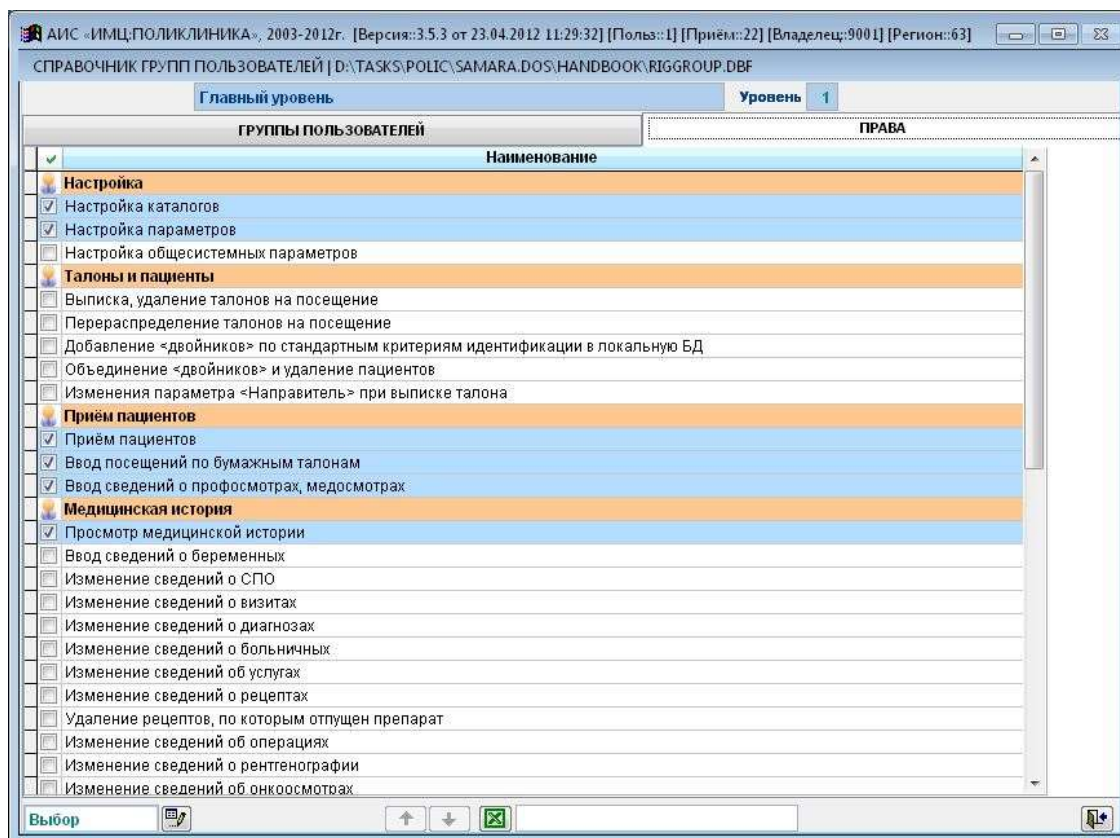 АИС «ИМЦ:ПОЛИКЛИНИКА», 2003-2012г. [Версия::3.5.3 от 23.04.2012 11:29:32] [Польз::1] [Приём::22] [Владелец::9001] [Регион::63]
СПРАВОЧНИК ГРУПП ПОЛЬЗОВАТЕЛЕЙ | D:\TASKS\POLIC\SAMARA.DOS\HANDBOOK\RIGGROUP.DBF
Главный уровень Уровень 1
ГРУППЫ ПОЛЬЗОВАТЕЛЕЙ ПРАВА
Наименование
Настройка
Настройка каталогов
Настройка параметров
Настройка общесистемных параметров
Талоны и пациенты
Выписка, удаление талонов на посещение
Перераспределение талонов на посещение
Добавление <двойников> по стандартным критериям идентификации в локальную БД
Объединение <двойников> и удаление пациентов
Изменения параметра <Направитель> при выписке талона
Приём пациентов
Приём пациентов
Ввод посещений по бумажным талонам
Ввод сведений о профосмотрах, медосмотрах
Медицинская история
Просмотр медицинской истории
Ввод сведений о беременных
Изменение сведений о СПО
Изменение сведений о визитах
Изменение сведений о диагнозах
Изменение сведений о больничных
Изменение сведений об услугах
Изменение сведений о рецептах
Удаление рецептов, по которым отпущен препарат
Изменение сведений об операциях
Изменение сведений о рентгенографии
Изменение сведений об онкоосмотрах
Выбор